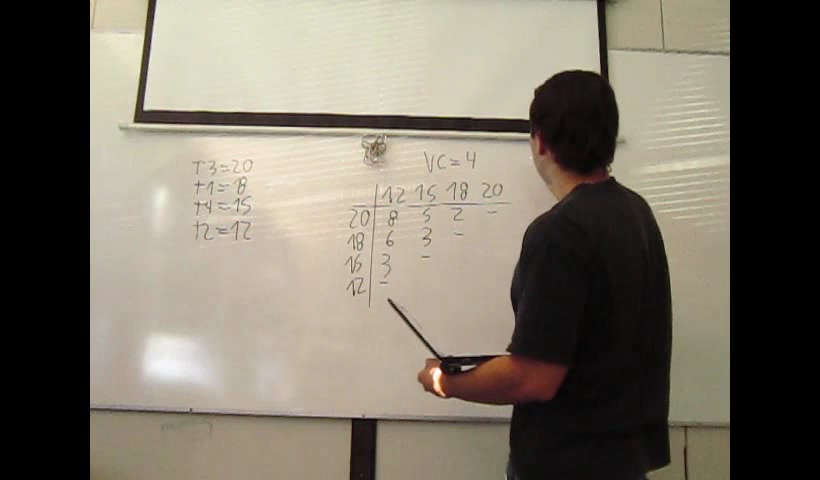 t3=20
t1=8
t4=15
t2=12
VC=4
12 15 18 20
20 8 5 2 -
18 6 3 -
15 3 -
12 -